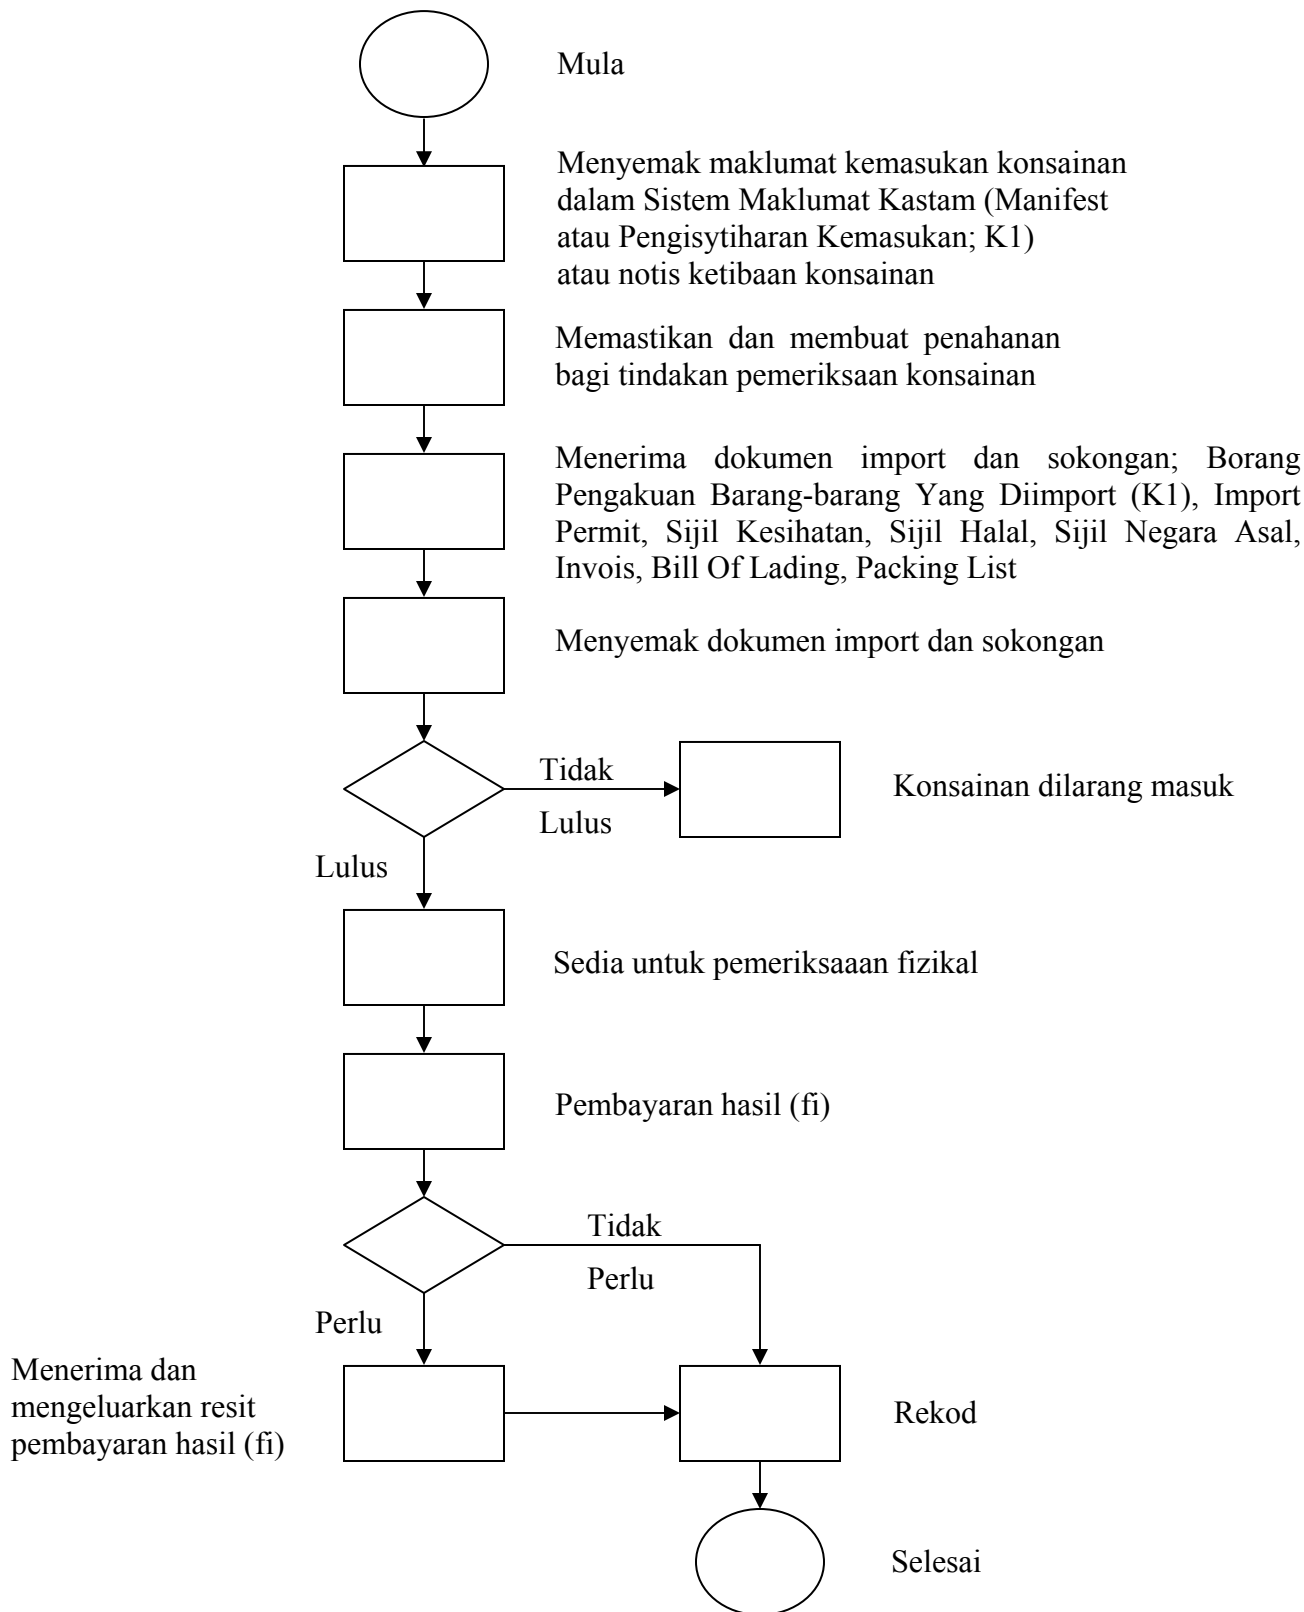 Mula
Menyemak maklumat kemasukan konsainan
dalam Sistem Maklumat Kastam (Manifest
atau Pengisytiharan Kemasukan; K1)
atau notis ketibaan konsainan
Memastikan dan membuat penahanan
bagi tindakan pemeriksaan konsainan
Menerima dokumen import dan sokongan; Borang
Pengakuan Barang-barang Yang Diimport (K1), Import
Permit, Sijil Kesihatan, Sijil Halal, Sijil Negara Asal,
Invois, Bill Of Lading, Packing List
Menyemak dokumen import dan sokongan
Tidak
Lulus
Konsainan dilarang masuk
Lulus
Sedia untuk pemeriksaaan fizikal
Pembayaran hasil (fi)
Tidak
Perlu
Perlu
Menerima dan
mengeluarkan resit
pembayaran hasil (fi)
Rekod
Selesai